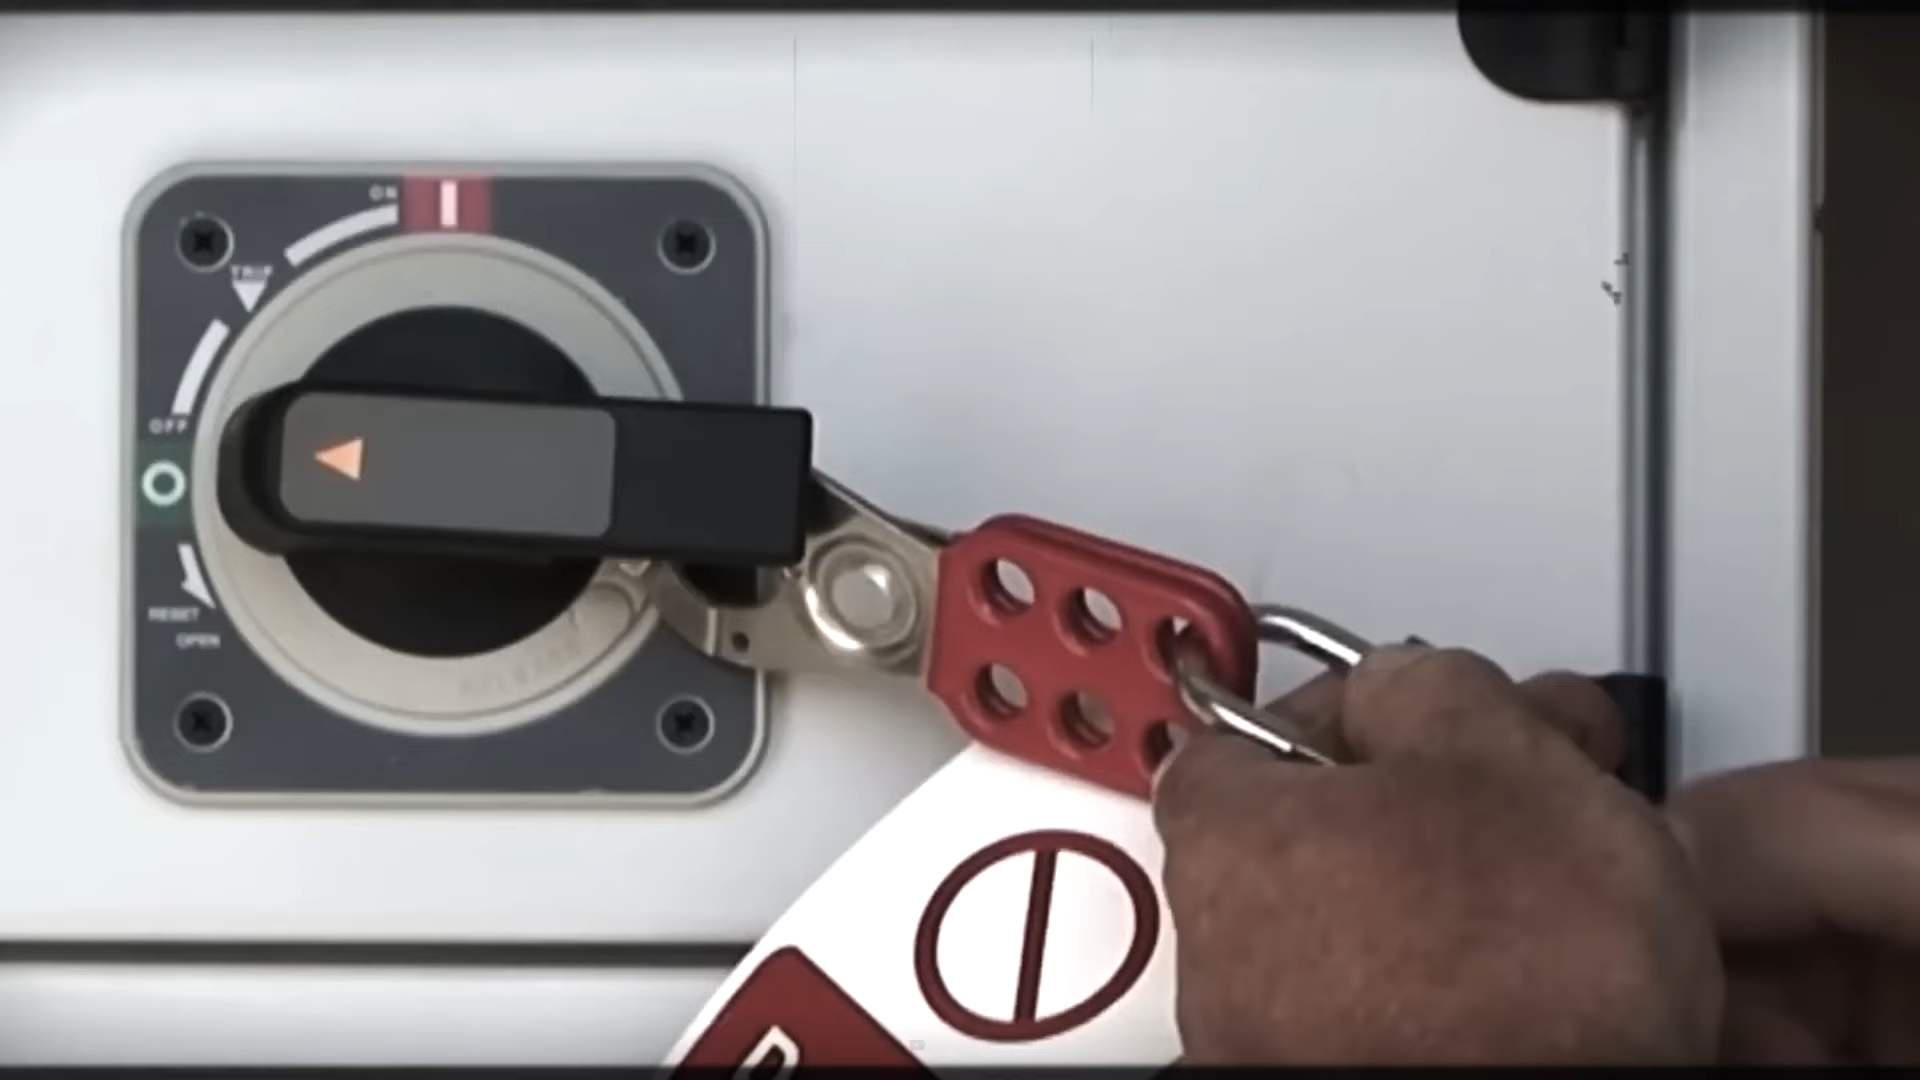 ON
TRIP
OFF
RESET
OPEN